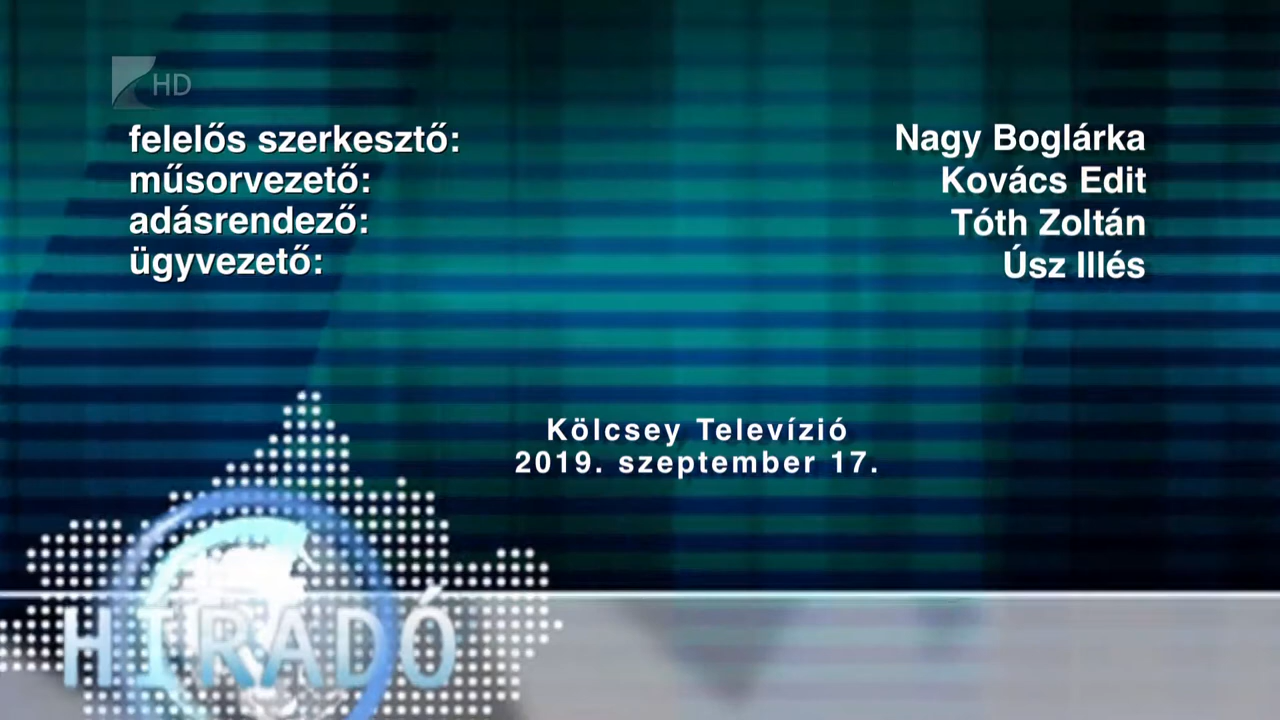 HD
felelős szerkesztő: Nagy Boglárka
műsorvezető: Kovács Edit
adásrendező: Tóth Zoltán
ügyvezető: Úsz Illés
Kölcsey Televízió
2019. szeptember 17.
HÍRADÓ